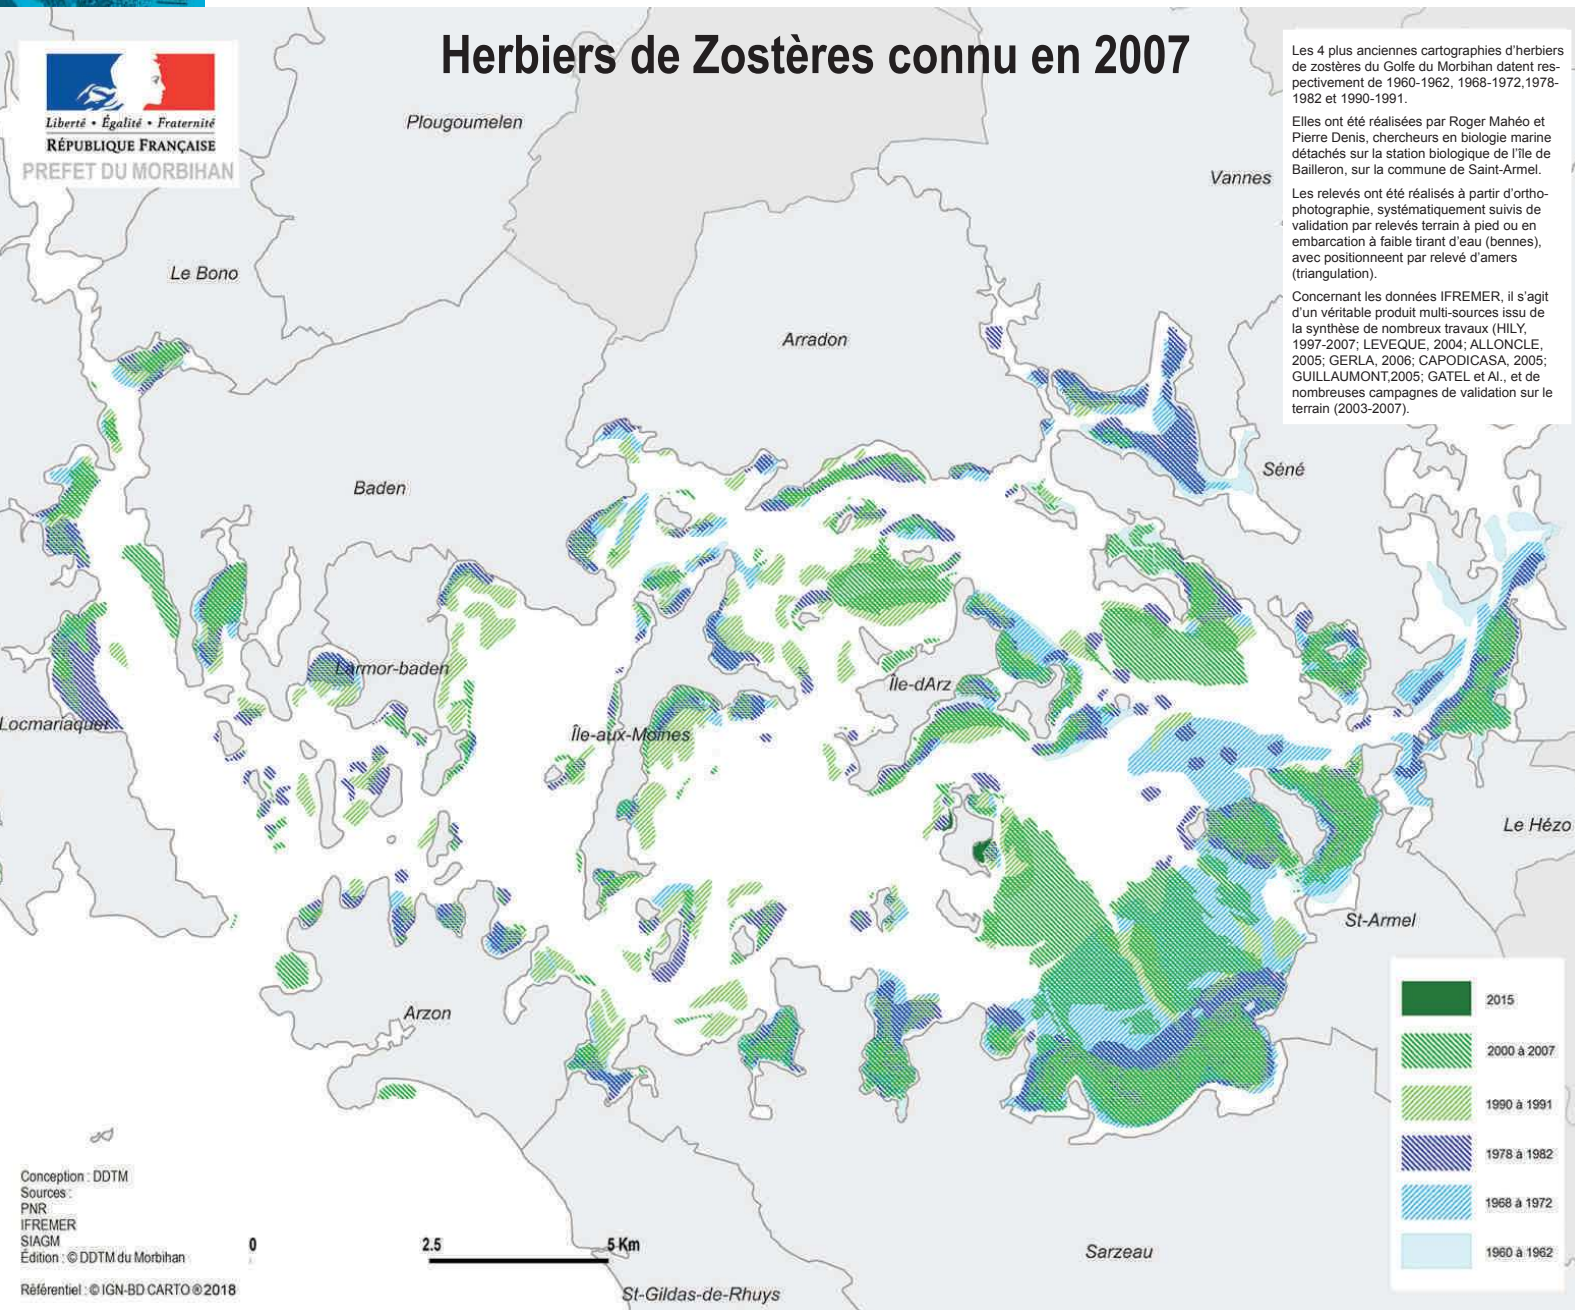 Herbiers de Zostères connu en 2007
Liberté • Égalité • Fraternité
RÉPUBLIQUE FRANÇAISE
PREFET DU MORBIHAN
Les 4 plus anciennes cartographies d'herbiers
de zostères du Golfe du Morbihan datent res-
pectivement de 1960-1962, 1968-1972,1978-
1982 et 1990-1991.
Elles ont été réalisées par Roger Mahéo et
Pierre Denis, chercheurs en biologie marine
détachés sur la station biologique de l'île de
Bailleron, sur la commune de Saint-Armel.
Les relevés ont été réalisés à partir d'ortho-
photographie, systématiquement suivis de
validation par relevés terrain à pied ou en
embarcation à faible tirant d'eau (bennes),
avec positionneent par relevé d'amers
(triangulation).
Concernant les données IFREMER, il s'agit
d'un véritable produit multi-sources issu de
la synthèse de nombreux travaux (HILY,
1997-2007; LEVEQUE, 2004; ALLONCLE,
2005; GERLA, 2006; CAPODICASA, 2005;
GUILLAUMONT,2005; GATEL et Al., et de
nombreuses campagnes de validation sur le
terrain (2003-2007).
Plougoumelen
Vannes
Le Bono
Arradon
Séné
Baden
Larmor-baden
Île-dArz
Locmariaquer
Île-aux-Moines
Le Hézo
St-Armel
Arzon
2015
2000 à 2007
1990 à 1991
1978 à 1982
1968 à 1972
1960 à 1962
Conception : DDTM
Sources :
PNR
IFREMER
SIAGM
Édition : © DDTM du Morbihan
Référentiel : © IGN-BD CARTO ® 2018
0 2.5 5 Km
Sarzeau
St-Gildas-de-Rhuys